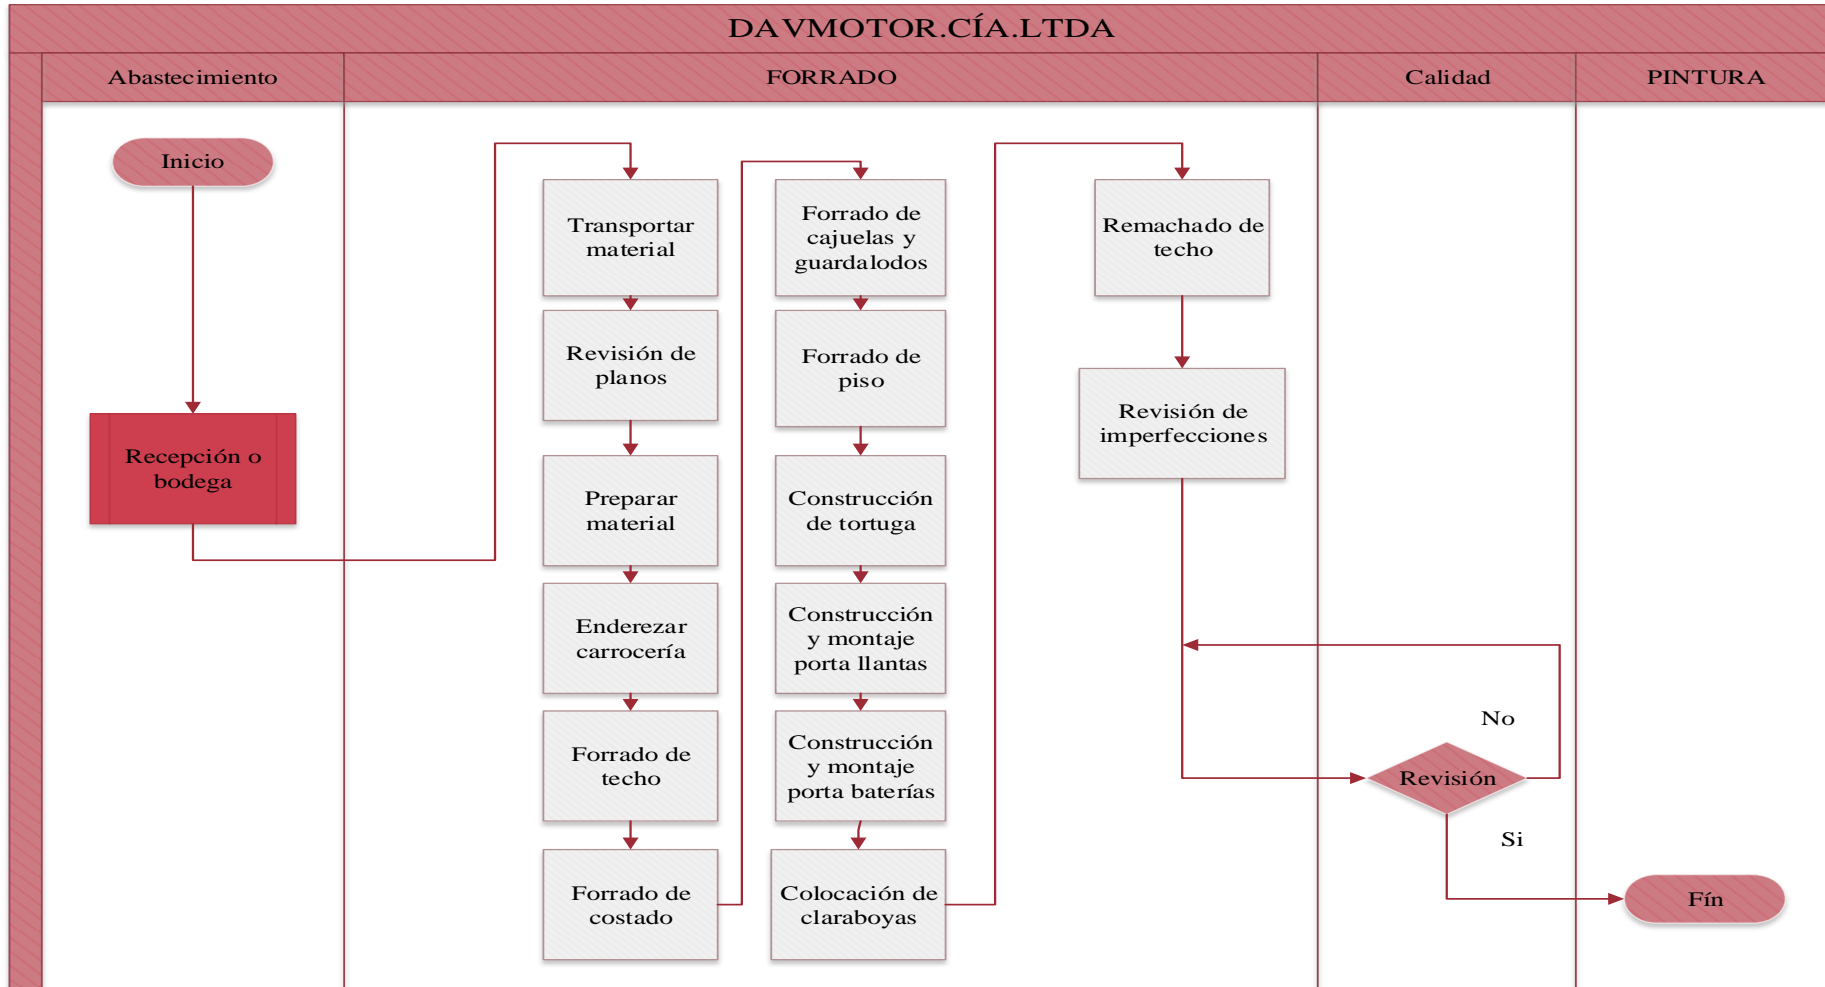 DAVMOTOR.CÍA.LTDA
Abastecimiento
FORRADO
Calidad
PINTURA
Inicio
Recepción o
bodega
Transportar
material
Revisión de
planos
Preparar
material
Enderezar
carrocería
Forrado de
techo
Forrado de
costado
Forrado de
cajuelas y
guardalodos
Forrado de
piso
Construcción
de tortuga
Construcción
y montaje
porta llantas
Construcción
y montaje
porta baterías
Colocación de
claraboyas
Remachado de
techo
Revisión de
imperfecciones
No
Revisión
Si
Fín